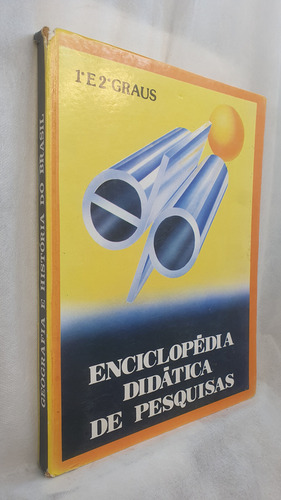 1º E 2º GRAUS
ENCICLOPÉDIA
DIDÁTICA
DE PESQUISAS
GEOGRAFIA E HISTÓRIA DO BRASIL